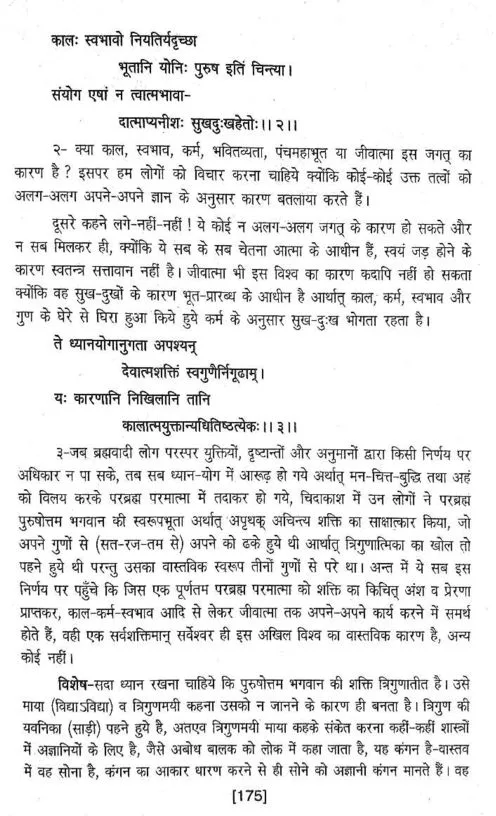 कालः स्वभावो नियतिर्यदृच्छा
भूतानि योनिः पुरुष इतिं चिन्त्या।
संयोग एषां न त्वात्मभावा-
दात्माप्यनीशः सुखदुःखहेतोः।।२।।
२- क्या काल, स्वभाव, कर्म, भवितव्यता, पंचमहाभूत या जीवात्मा इस जगत् का
कारण है ? इसपर हम लोगों को विचार करना चाहिये क्योंकि कोई-कोई उक्त तत्वों को
अलग-अलग अपने-अपने ज्ञान के अनुसार कारण बतलाया करते हैं।
दूसरे कहने लगे-नहीं-नहीं ! ये कोई न अलग-अलग जगत् के कारण हो सकते और
न सब मिलकर ही, क्योंकि ये सब के सब चेतना आत्मा के आधीन हैं, स्वयं जड़ होने के
कारण स्वतन्त्र सत्तावान नहीं है। जीवात्मा भी इस विश्व का कारण कदापि नहीं हो सकता
क्योंकि वह सुख-दुखों के कारण भूत-प्रारब्ध के आधीन है आर्थात् काल, कर्म, स्वभाव और
गुण के घेरे से घिरा हुआ किये हुये कर्म के अनुसार सुख-दुःख भोगता रहता है।
ते ध्यानयोगानुगता अपश्यन्
देवात्मशक्तिं स्वगुणैर्निगूढाम्।
यः कारणानि निखिलानि तानि
कालात्मयुक्तान्यधितिष्ठत्येकः।।३।।
३-जब ब्रह्मवादी लोग परस्पर युक्तियों, दृष्टान्तों और अनुमानों द्वारा किसी निर्णय पर
अधिकार न पा सके, तब सब ध्यान-योग में आरूढ़ हो गये अर्थात् मन-चित्त-बुद्धि तथा अहं
को विलय करके परब्रह्म परमात्मा में तदाकर हो गये, चिदाकाश में उन लोगों ने परब्रह्म
पुरुषोत्तम भगवान की स्वरूपभूता अर्थात् अपृथक् अचिन्त्य शक्ति का साक्षात्कार किया, जो
अपने गुणों से (सत-रज-तम से) अपने को ढके हुये थी आर्थात् त्रिगुणात्मिका का खोल तो
पहने हुये थी परन्तु उसका वास्तविक स्वरूप तीनों गुणों से परे था। अन्त में ये सब इस
निर्णय पर पहुँचे कि जिस एक पूर्णतम परब्रह्म परमात्मा को शक्ति का किचित् अंश व प्रेरणा
प्राप्तकर, काल-कर्म-स्वभाव आदि से लेकर जीवात्मा तक अपने-अपने कार्य करने में समर्थ
होते हैं, वही एक सर्वशक्तिमान् सर्वेश्वर ही इस अखिल विश्व का वास्तविक कारण है, अन्य
कोई नहीं।
विशेष-सदा ध्यान रखना चाहिये कि पुरुषोत्तम भगवान की शक्ति त्रिगुणातीत है। उसे
माया (विद्याऽविद्या) व त्रिगुणमयी कहना उसको न जानने के कारण ही बनता है। त्रिगुण की
यवनिका (साड़ी) पहने हुये है, अतएव त्रिगुणमयी माया कहके संकेत करना कहीं-कहीं शास्त्रों
में अज्ञानियों के लिए है, जैसे अबोध बालक को लोक में कहा जाता है, यह कंगन है-वास्तव
में वह सोना है, कंगन का आकार धारण करने से ही सोने को अज्ञानी कंगन मानते हैं। वह
[175]